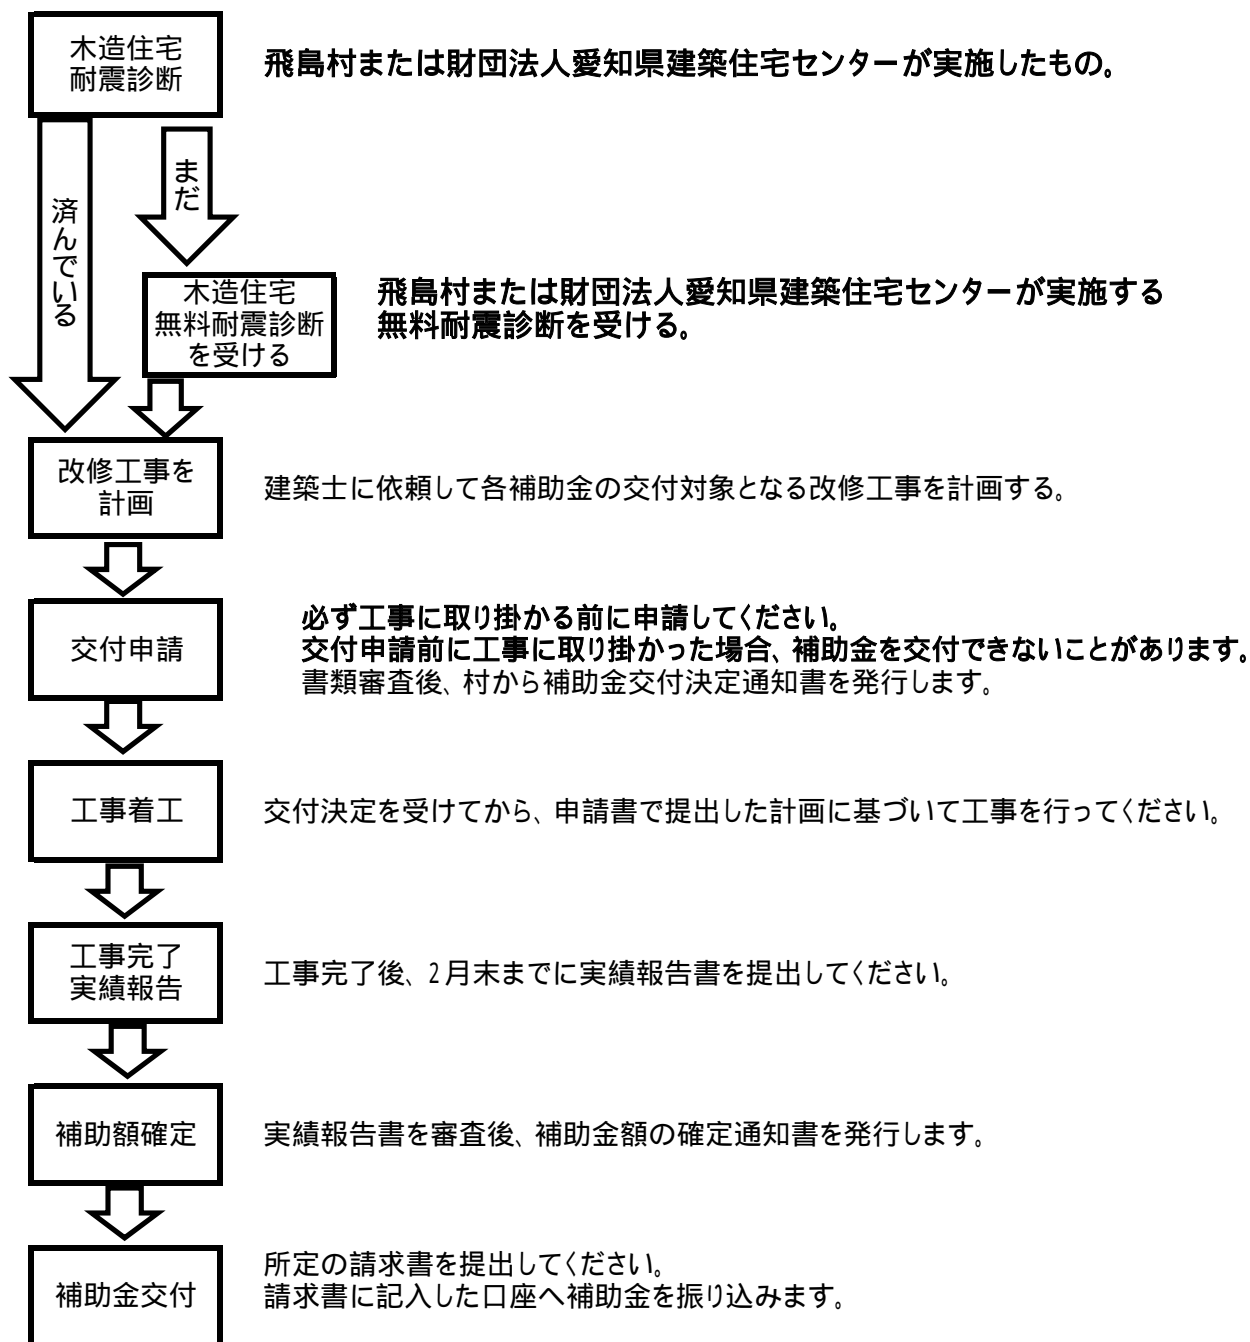 木造住宅
耐震診断
飛島村または財団法人愛知県建築住宅センターが実施したもの。
済んでいる
まだ
木造住宅
無料耐震診断
を受ける
飛島村または財団法人愛知県建築住宅センターが実施する
無料耐震診断を受ける。
改修工事を
計画
建築士に依頼して各補助金の交付対象となる改修工事を計画する。
交付申請
必ず工事に取り掛かる前に申請してください。
交付申請前に工事に取り掛かった場合、補助金を交付できないことがあります。
書類審査後、村から補助金交付決定通知書を発行します。
工事着工
交付決定を受けてから、申請書で提出した計画に基づいて工事を行ってください。
工事完了
実績報告
工事完了後、2月末までに実績報告書を提出してください。
補助額確定
実績報告書を審査後、補助金額の確定通知書を発行します。
補助金交付
所定の請求書を提出してください。
請求書に記入した口座へ補助金を振り込みます。